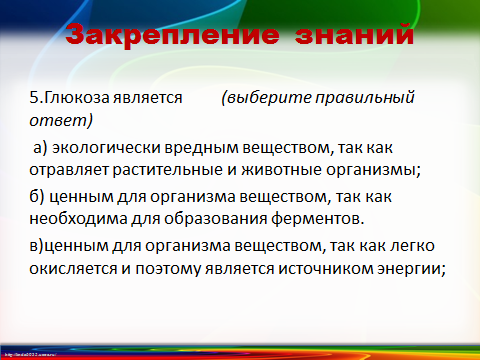 Закрепление знаний
5.Глюкоза является (выберите правильный
ответ)
а) экологически вредным веществом, так как
отравляет растительные и животные организмы;
б) ценным для организма веществом, так как
необходима для образования ферментов.
в)ценным для организма веществом, так как легко
окисляется и поэтому является источником энергии;